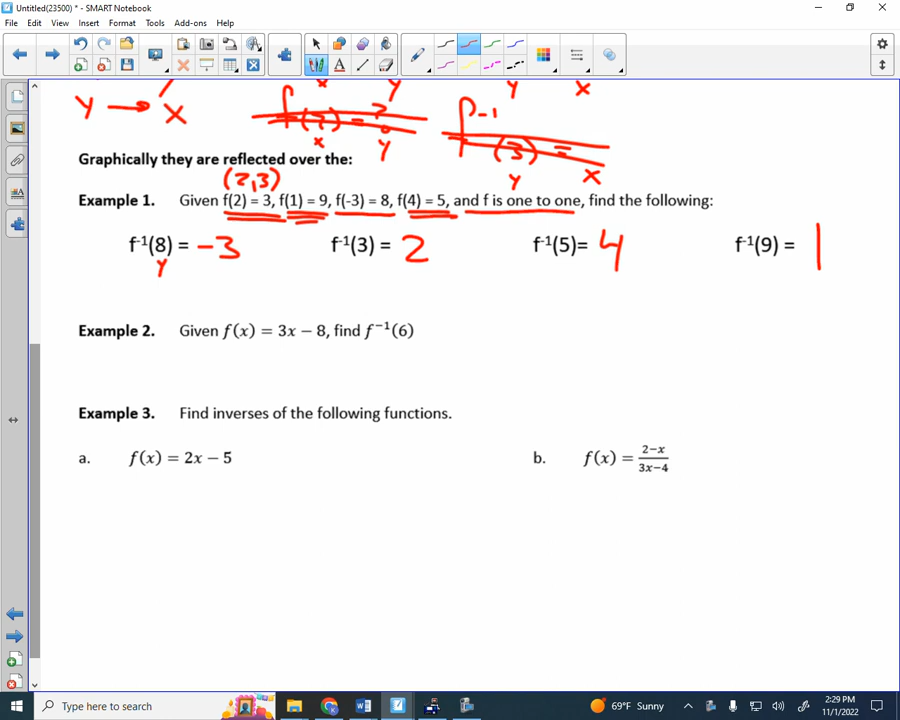 Untitled(23500) * - SMART Notebook
File Edit View Insert Format Tools Add-ons Help
x y y x
y → x f(2) = 3 f-1
x y (3) =
y x
Graphically they are reflected over the:
(2,3)
Example 1. Given f(2) = 3, f(1) = 9, f(-3) = 8, f(4) = 5, and f is one to one, find the following:
f-1(8) = -3 f-1(3) = 2 f-1(5)= 4 f-1(9) = 1
y
Example 2. Given f(x) = 3x − 8, find f−1(6)
Example 3. Find inverses of the following functions.
a. f(x) = 2x − 5 b. f(x) = 2−x/3x−4
Type here to search 69°F Sunny 2:29 PM
11/1/2022